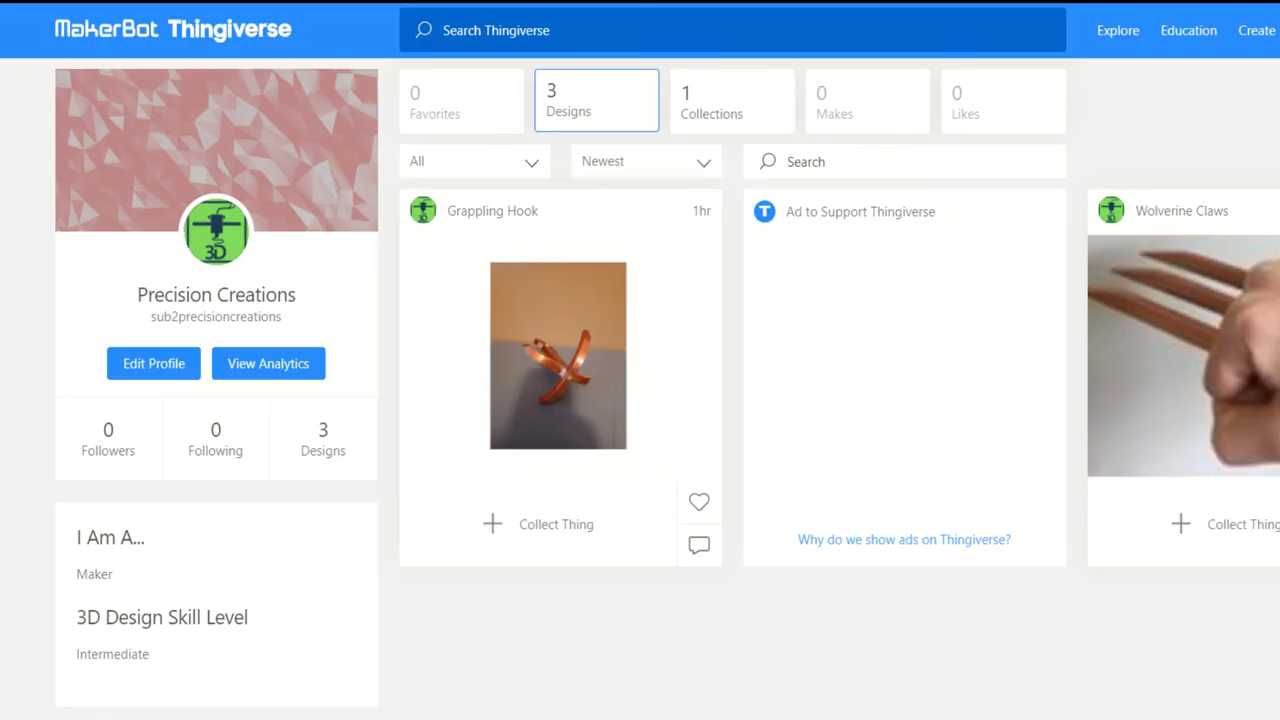 MakerBot Thingiverse
Search Thingiverse
Explore
Education
Create
0
Favorites
3
Designs
1
Collections
0
Makes
0
Likes
All
Newest
Search
3D
Precision Creations
sub2precisioncreations
Edit Profile
View Analytics
0
Followers
0
Following
3
Designs
I Am A...
Maker
3D Design Skill Level
Intermediate
Grappling Hook
1hr
Collect Thing
T
Ad to Support Thingiverse
Why do we show ads on Thingiverse?
Wolverine Claws
Collect Thing